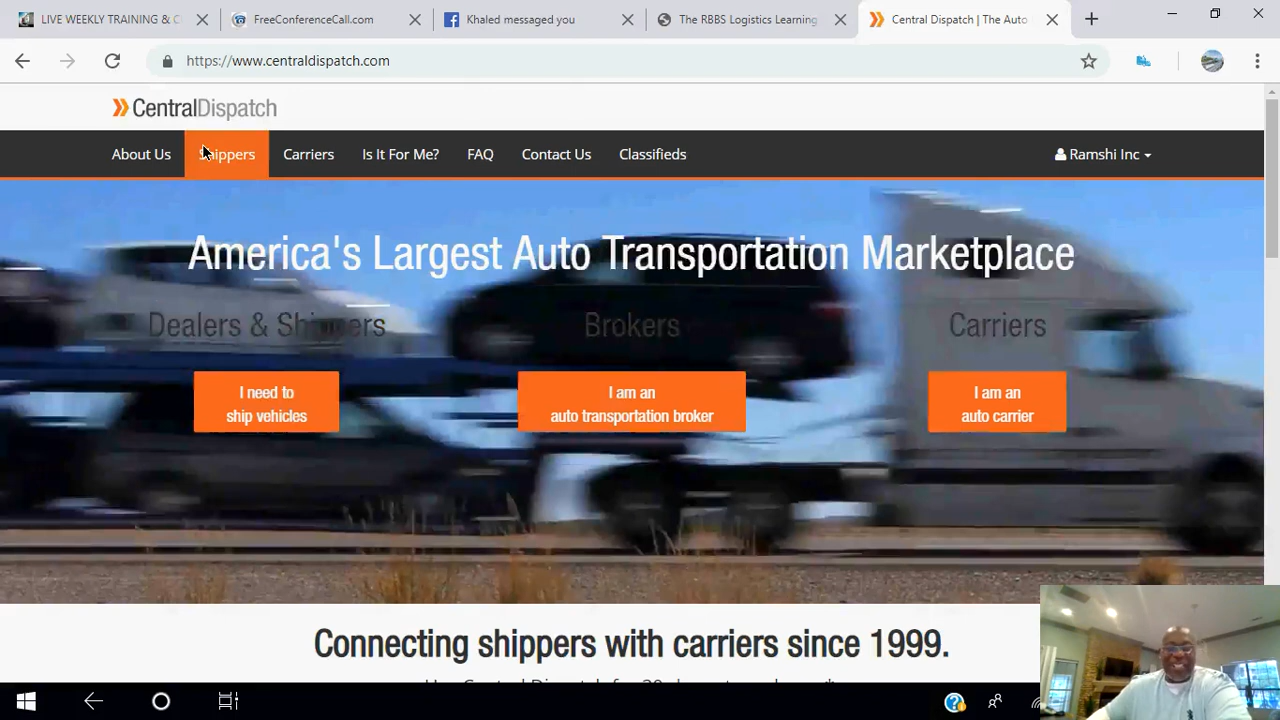 LIVE WEEKLY TRAINING & C
FreeConferenceCall.com
Khaled messaged you
The RBBS Logistics Learning
Central Dispatch | The Auto
https://www.centraldispatch.com
CentralDispatch
About Us
Shippers
Carriers
Is It For Me?
FAQ
Contact Us
Classifieds
Ramshi Inc
America's Largest Auto Transportation Marketplace
Dealers & Shippers
Brokers
Carriers
I need to
ship vehicles
I am an
auto transportation broker
I am an
auto carrier
Connecting shippers with carriers since 1999.